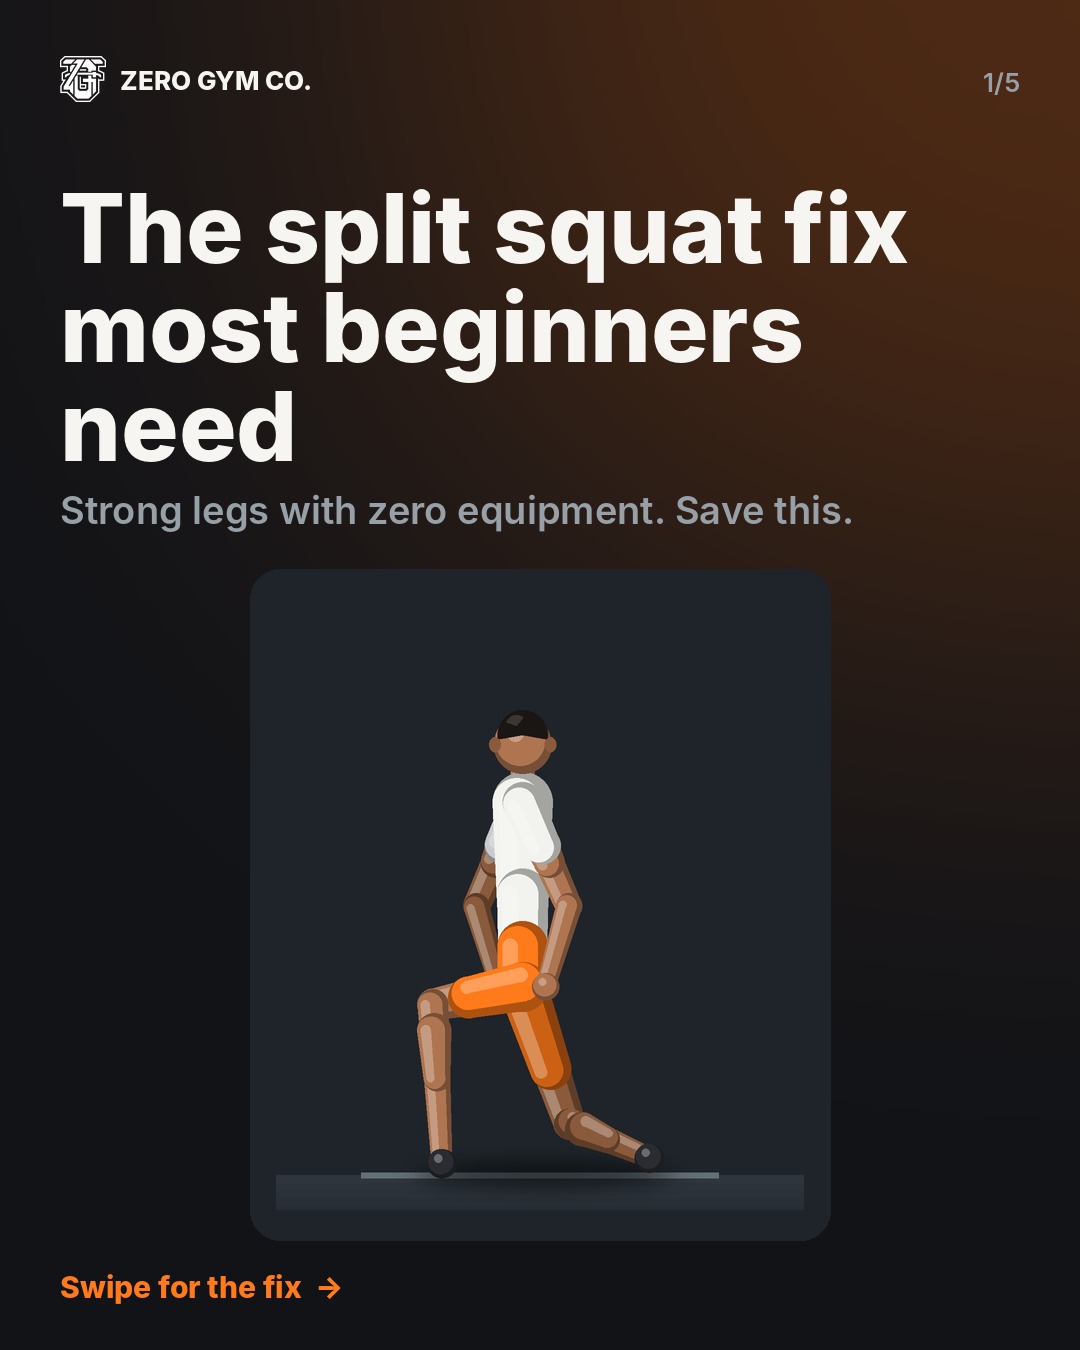 ZERO GYM CO.
1/5
The split squat fix
most beginners
need
Strong legs with zero equipment. Save this.
Swipe for the fix →